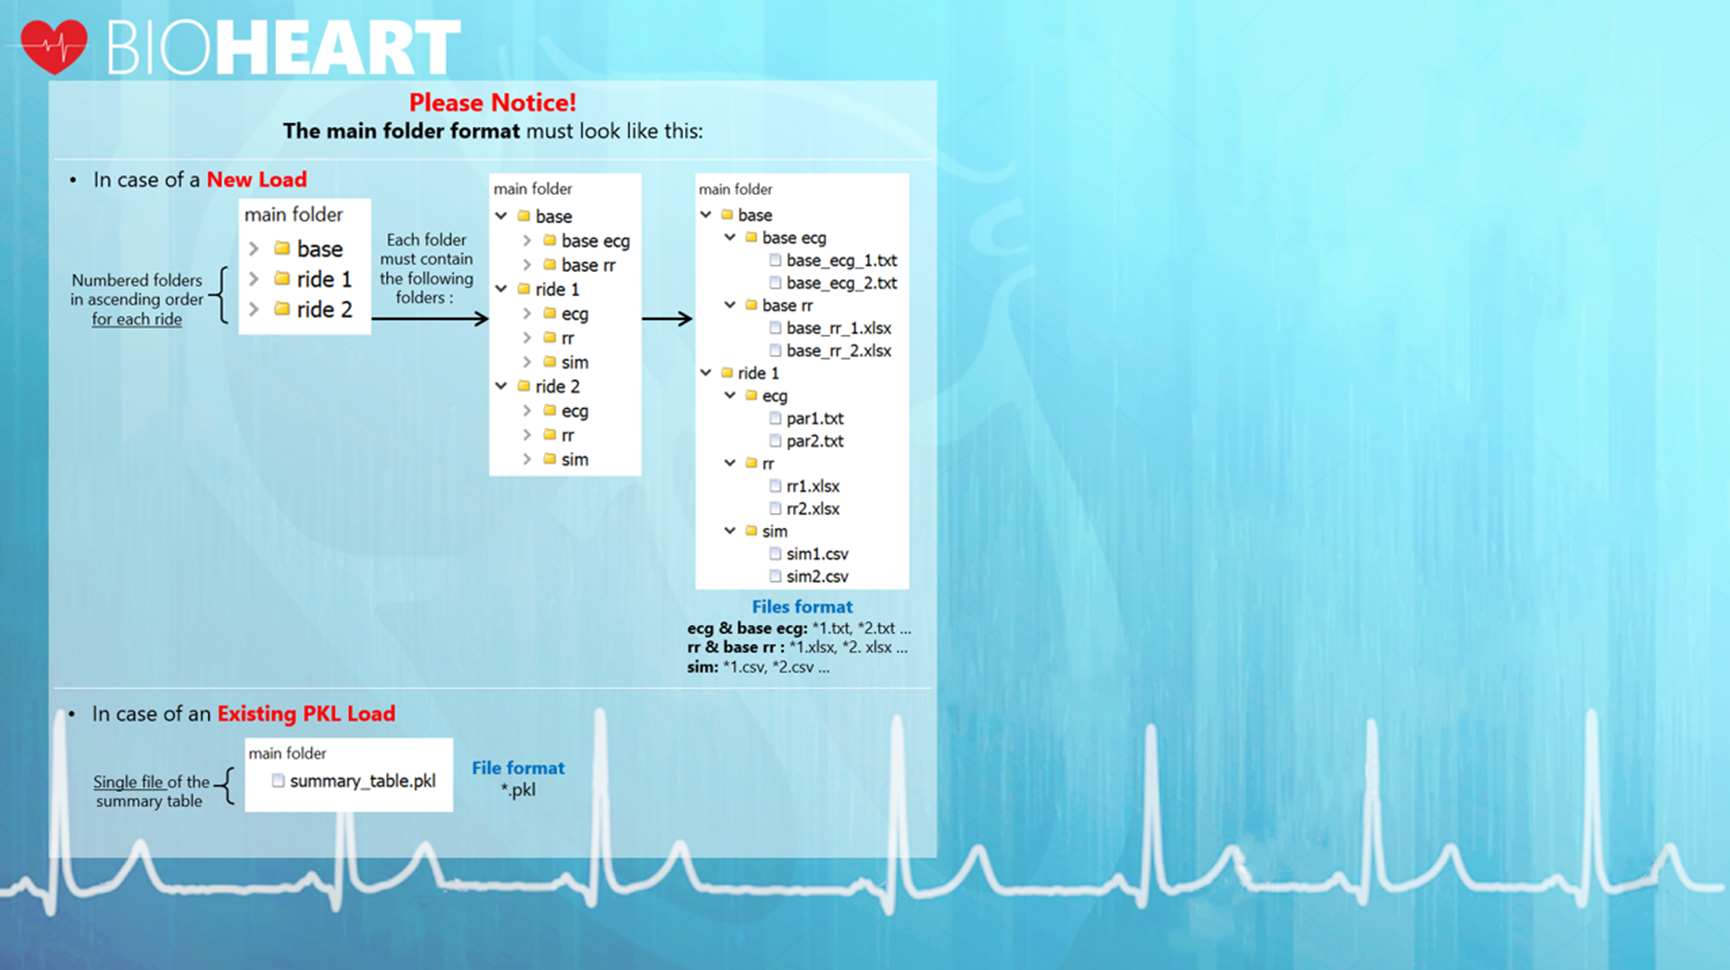 BIOHEART
Please Notice!
The main folder format must look like this:
• In case of a New Load
main folder
base
ride 1
ride 2
Numbered folders
in ascending order
for each ride
Each folder
must contain
the following
folders :
main folder
base
base ecg
base rr
ride 1
ecg
rr
sim
ride 2
ecg
rr
sim
main folder
base
base ecg
base_ecg_1.txt
base_ecg_2.txt
base rr
base_rr_1.xlsx
base_rr_2.xlsx
ride 1
ecg
par1.txt
par2.txt
rr
rr1.xlsx
rr2.xlsx
sim
sim1.csv
sim2.csv
Files format
ecg & base ecg: *1.txt, *2.txt ...
rr & base rr : *1.xlsx, *2. xlsx ...
sim: *1.csv, *2.csv ...
• In case of an Existing PKL Load
main folder
summary_table.pkl
Single file of the
summary table
File format
*.pkl